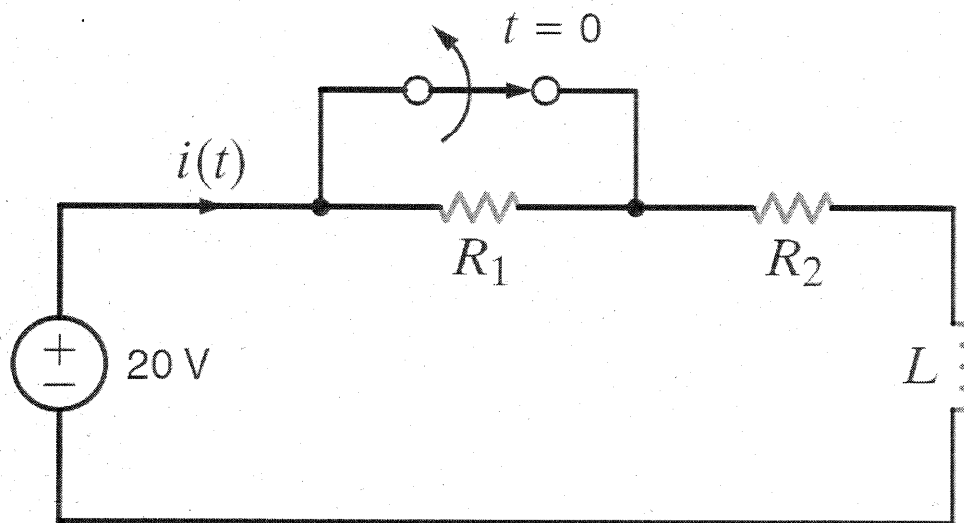 t = 0
i(t)
R₁
R₂
+
−
20 V
L